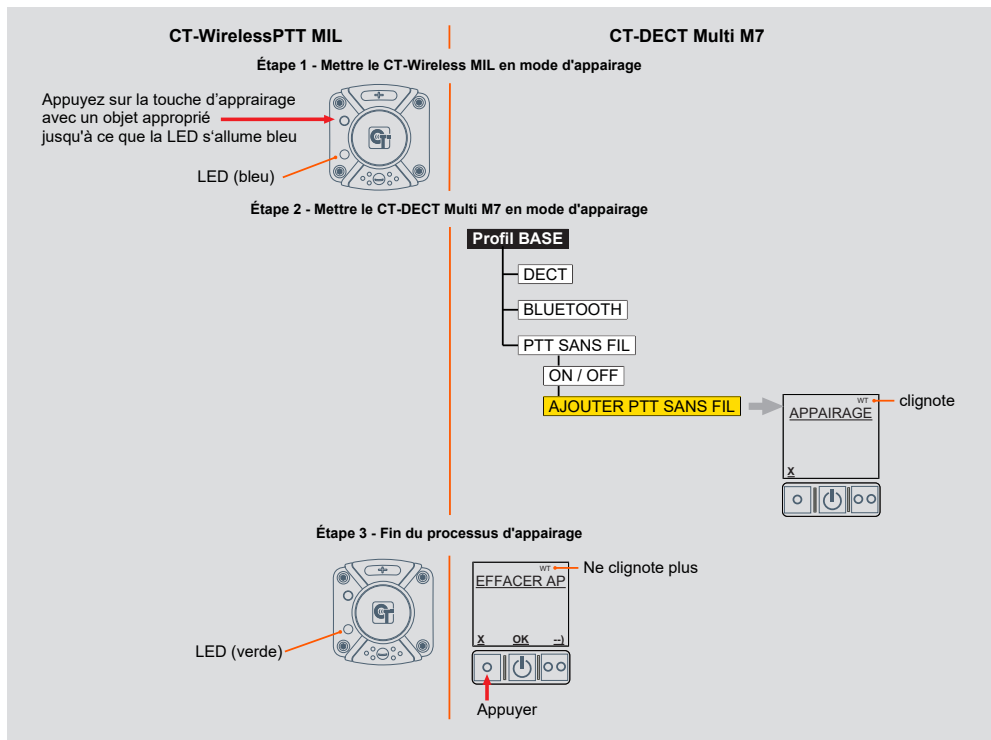 CT-WirelessPTT MIL
CT-DECT Multi M7
Étape 1 - Mettre le CT-Wireless MIL en mode d'appairage
Appuyez sur la touche d’apprairage
avec un objet approprié
jusqu'à ce que la LED s‘allume bleu
LED (bleu)
Étape 2 - Mettre le CT-DECT Multi M7 en mode d'appairage
Profil BASE
DECT
BLUETOOTH
PTT SANS FIL
ON / OFF
AJOUTER PTT SANS FIL
WT
clignote
APPAIRAGE
X
Étape 3 - Fin du processus d'appairage
LED (verde)
WT
Ne clignote plus
EFFACER AP
X OK --)
Appuyer